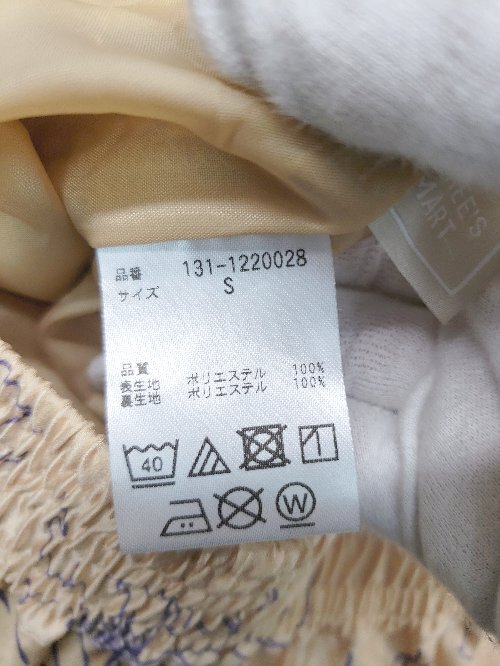 品番 131-1220028
サイズ S
品質
表生地 ポリエステル 100%
裏生地 ポリエステル 100%
40
W
MART